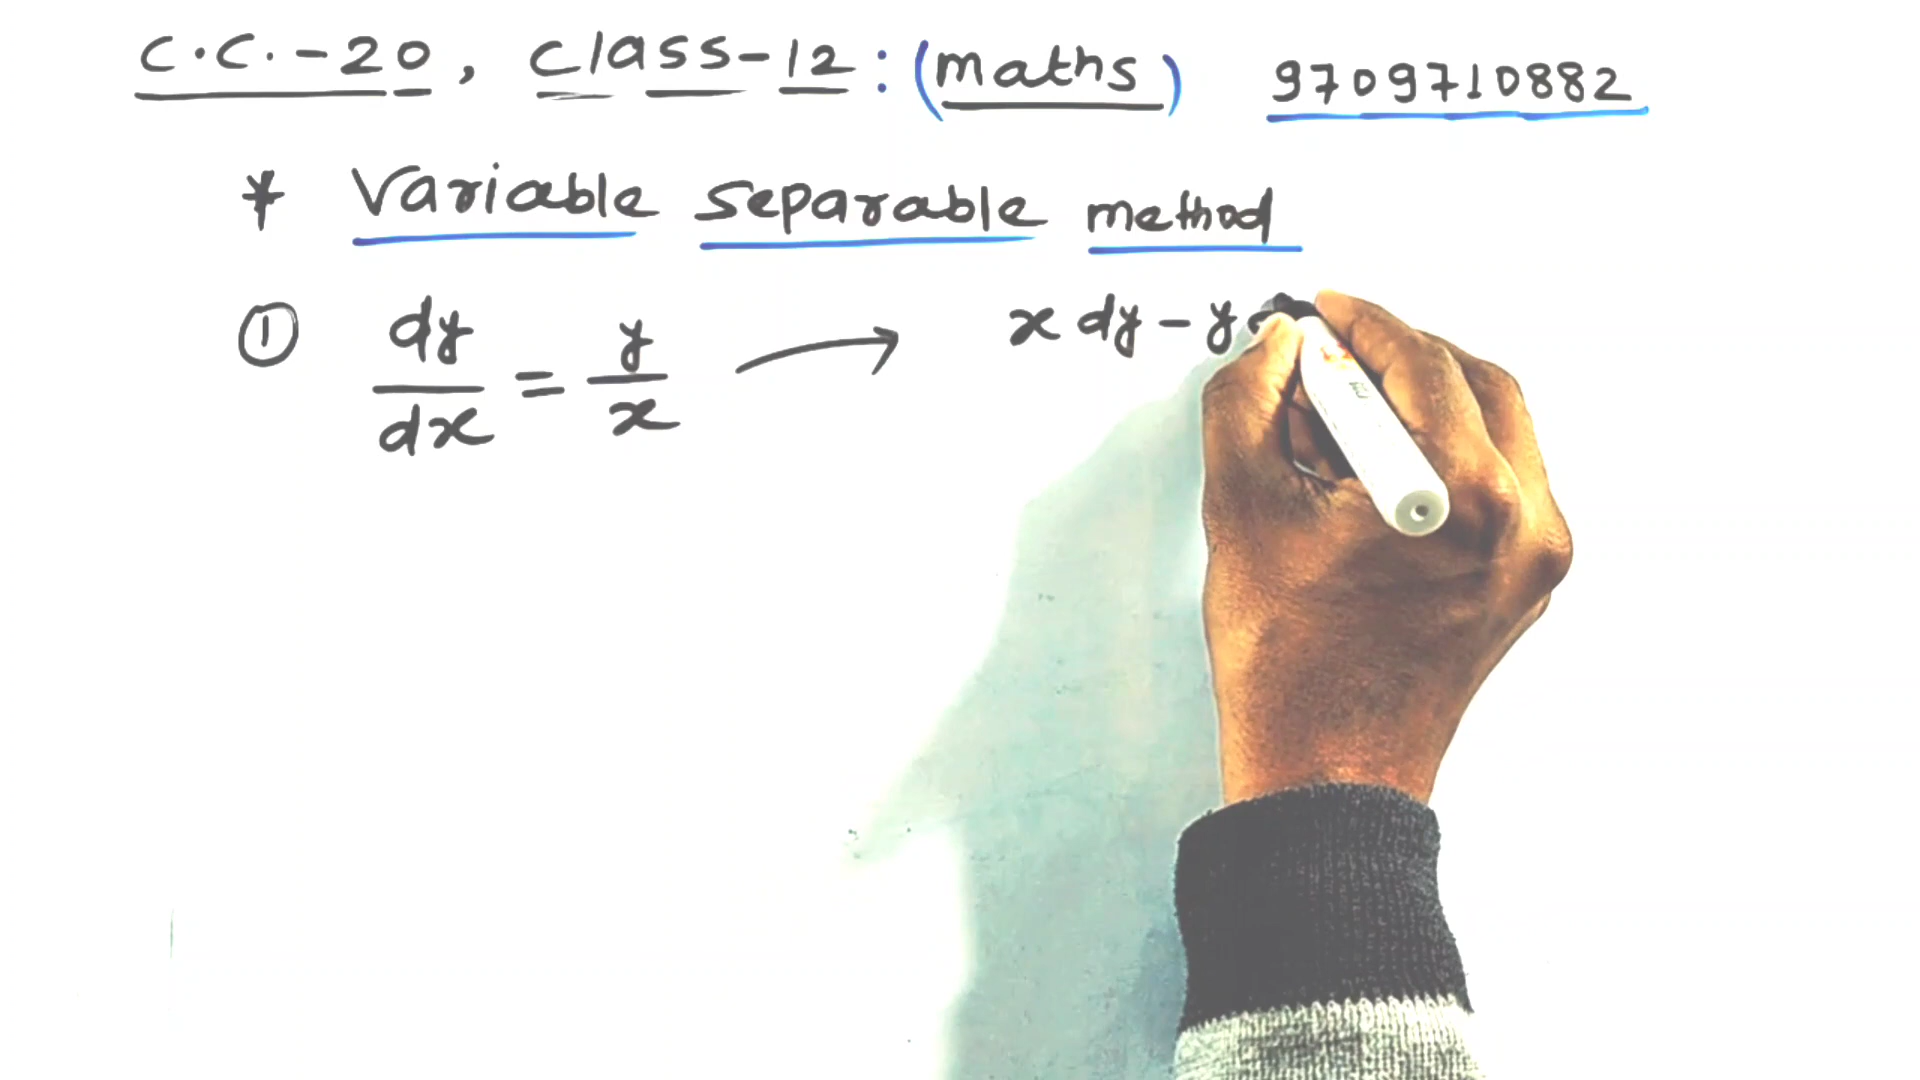 C.C.-20, class-12: (maths) 9709710882
* Variable separable method
① dy/dx = y/x → x dy - y